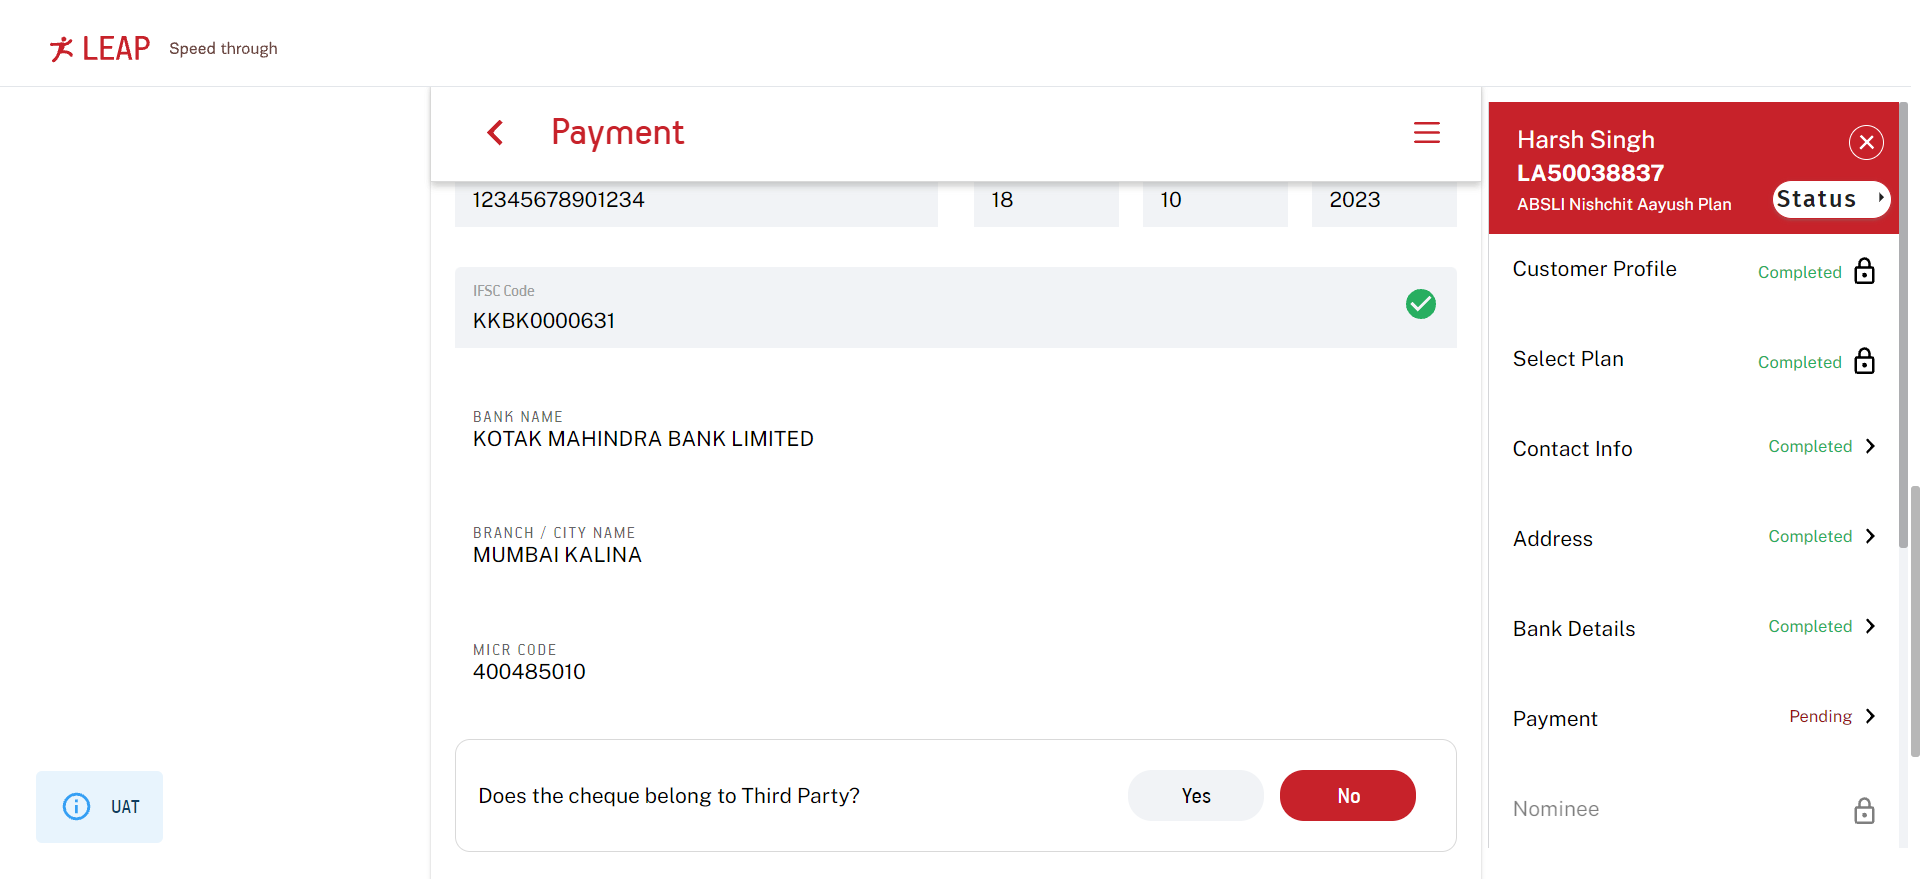 LEAP Speed through
Payment
12345678901234 18 10 2023
IFSC Code
KKBK0000631
BANK NAME
KOTAK MAHINDRA BANK LIMITED
BRANCH / CITY NAME
MUMBAI KALINA
MICR CODE
400485010
Does the cheque belong to Third Party? Yes No
UAT
Harsh Singh
LA50038837
ABSLI Nishchit Aayush Plan
Status
Customer Profile Completed
Select Plan Completed
Contact Info Completed
Address Completed
Bank Details Completed
Payment Pending
Nominee